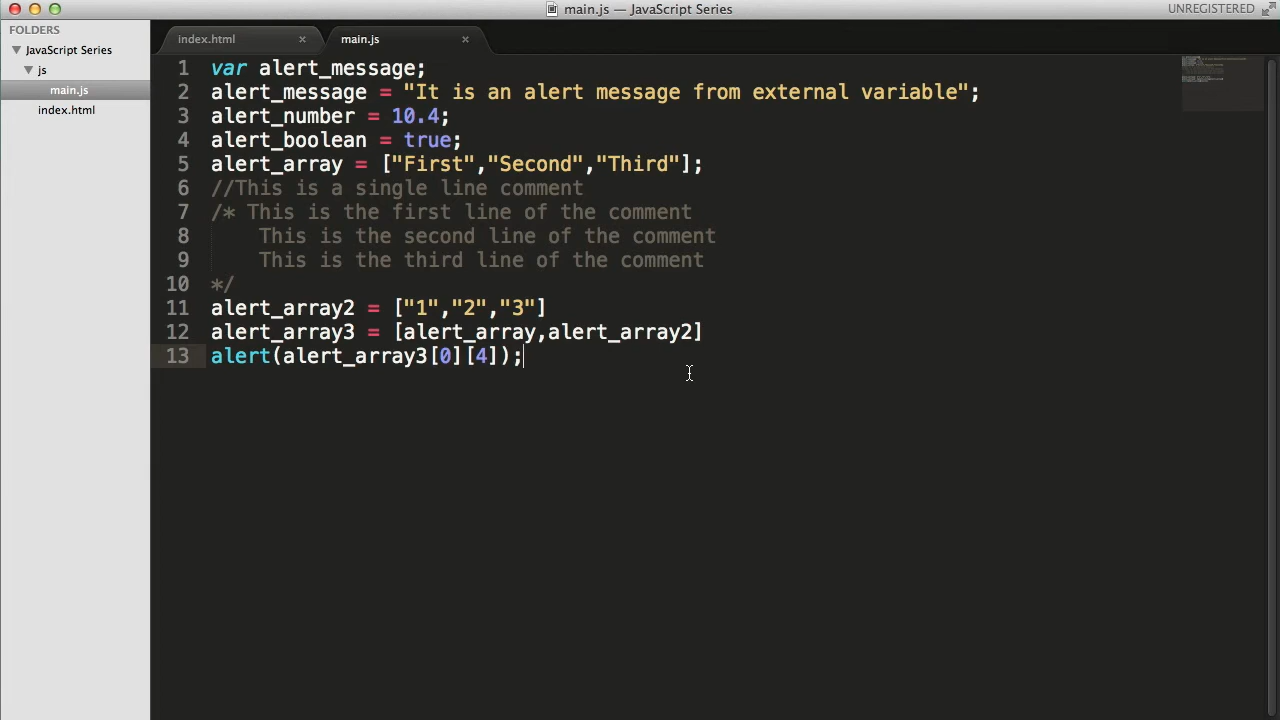 main.js — JavaScript Series
UNREGISTERED
FOLDERS
JavaScript Series
js
main.js
index.html
index.html ×
main.js ×
1 var alert_message;
2 alert_message = "It is an alert message from external variable";
3 alert_number = 10.4;
4 alert_boolean = true;
5 alert_array = ["First","Second","Third"];
6 //This is a single line comment
7 /* This is the first line of the comment
8     This is the second line of the comment
9     This is the third line of the comment
10 */
11 alert_array2 = ["1","2","3"]
12 alert_array3 = [alert_array,alert_array2]
13 alert(alert_array3[0][4]);